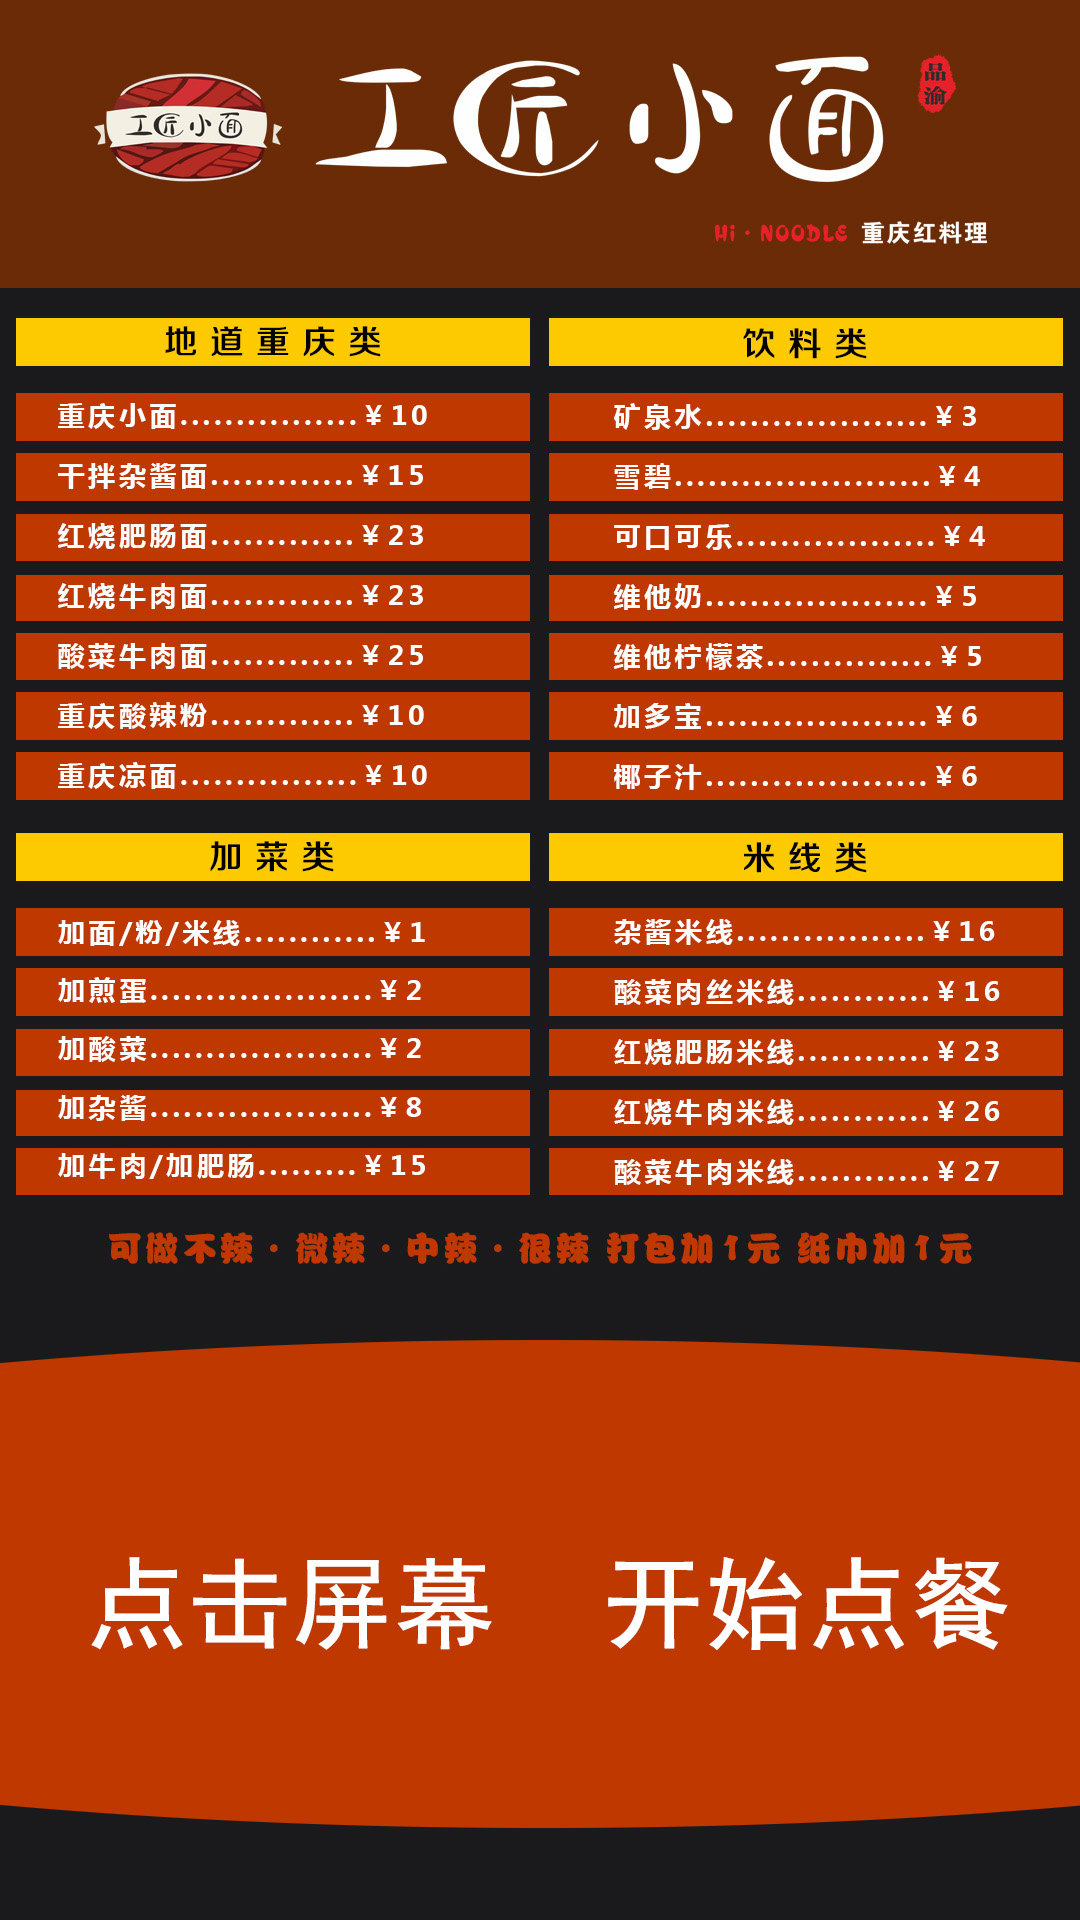 工匠小面
工匠小面
品渝
Hi·NOODLE 重庆红料理
地道重庆类
重庆小面................¥10
干拌杂酱面.............¥15
红烧肥肠面.............¥23
红烧牛肉面.............¥23
酸菜牛肉面.............¥25
重庆酸辣粉.............¥10
重庆凉面................¥10
饮料类
矿泉水....................¥3
雪碧.......................¥4
可口可乐..................¥4
维他奶....................¥5
维他柠檬茶...............¥5
加多宝....................¥6
椰子汁....................¥6
加菜类
加面/粉/米线............¥1
加煎蛋....................¥2
加酸菜....................¥2
加杂酱....................¥8
加牛肉/加肥肠.........¥15
米线类
杂酱米线.................¥16
酸菜肉丝米线............¥16
红烧肥肠米线............¥23
红烧牛肉米线............¥26
酸菜牛肉米线............¥27
可做不辣·微辣·中辣·很辣 打包加1元 纸巾加1元
点击屏幕 开始点餐